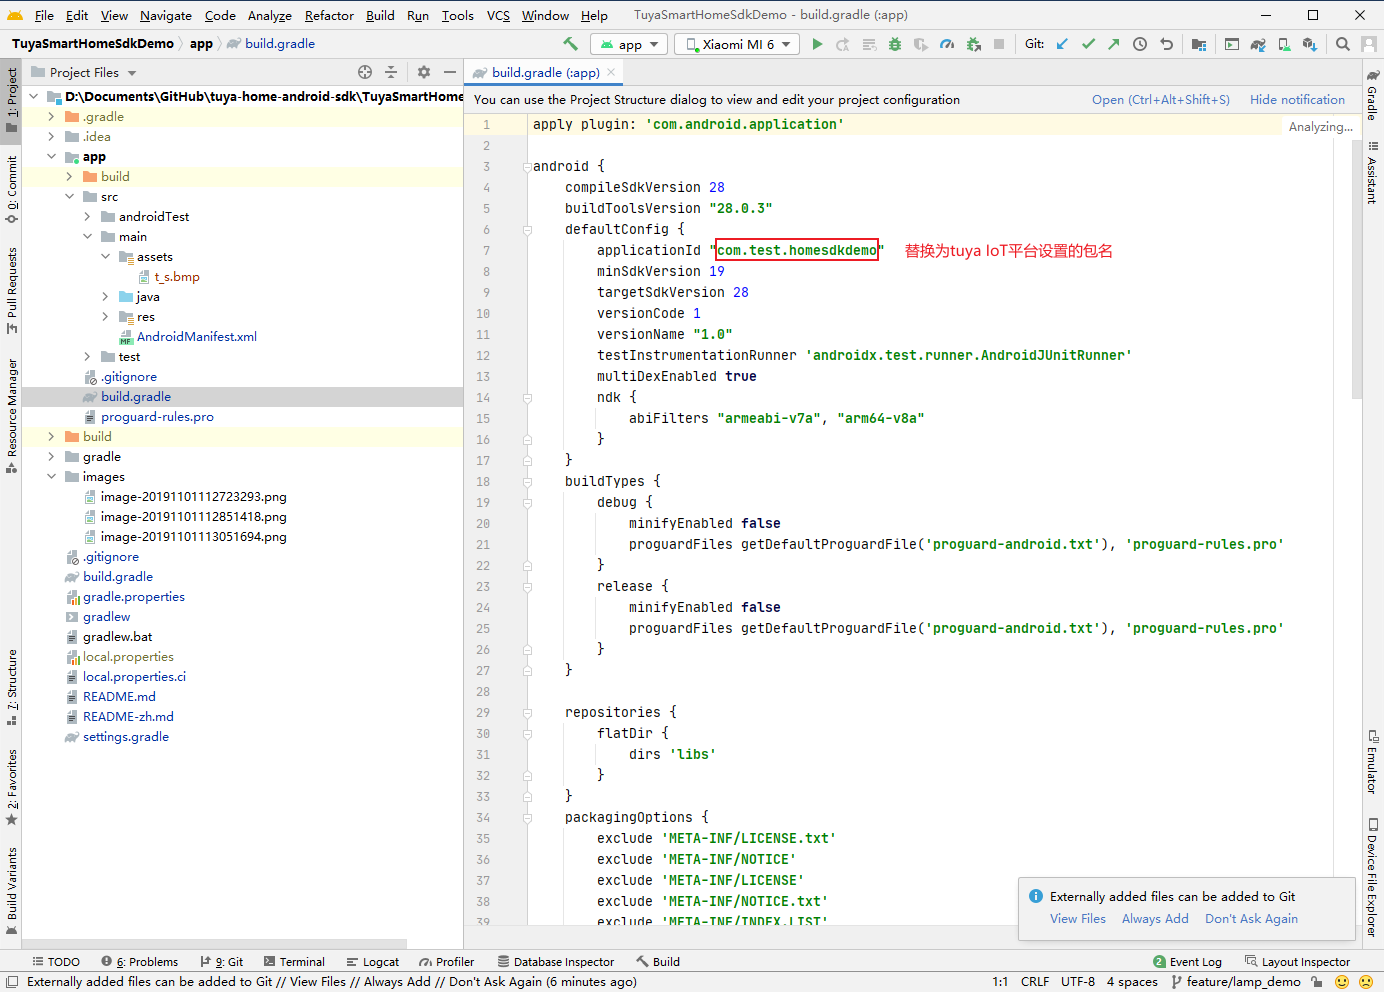 File Edit View Navigate Code Analyze Refactor Build Run Tools VCS Window Help TuyaSmartHomeSdkDemo - build.gradle (:app)
TuyaSmartHomeSdkDemo app build.gradle
app Xiaomi MI 6 Git:
Project Files
build.gradle (:app)
You can use the Project Structure dialog to view and edit your project configuration Open (Ctrl+Alt+Shift+S) Hide notification
Analyzing...
1: Project
0: Commit
Pull Requests
Resource Manager
7: Structure
2: Favorites
Build Variants
D:\Documents\GitHub\tuya-home-android-sdk\TuyaSmartHome
.gradle
.idea
app
build
src
androidTest
main
assets
t_s.bmp
java
res
AndroidManifest.xml
test
.gitignore
build.gradle
proguard-rules.pro
build
gradle
images
image-20191101112723293.png
image-20191101112851418.png
image-20191101113051694.png
.gitignore
build.gradle
gradle.properties
gradlew
gradlew.bat
local.properties
local.properties.ci
README.md
README-zh.md
settings.gradle
1 apply plugin: 'com.android.application'
2
3 android {
4 compileSdkVersion 28
5 buildToolsVersion "28.0.3"
6 defaultConfig {
7 applicationId "com.test.homesdkdemo" 替换为tuya IoT平台设置的包名
8 minSdkVersion 19
9 targetSdkVersion 28
10 versionCode 1
11 versionName "1.0"
12 testInstrumentationRunner 'androidx.test.runner.AndroidJUnitRunner'
13 multiDexEnabled true
14 ndk {
15 abiFilters "armeabi-v7a", "arm64-v8a"
16 }
17 }
18 buildTypes {
19 debug {
20 minifyEnabled false
21 proguardFiles getDefaultProguardFile('proguard-android.txt'), 'proguard-rules.pro'
22 }
23 release {
24 minifyEnabled false
25 proguardFiles getDefaultProguardFile('proguard-android.txt'), 'proguard-rules.pro'
26 }
27 }
28
29 repositories {
30 flatDir {
31 dirs 'libs'
32 }
33 }
34 packagingOptions {
35 exclude 'META-INF/LICENSE.txt'
36 exclude 'META-INF/NOTICE'
37 exclude 'META-INF/LICENSE'
38 exclude 'META-INF/NOTICE.txt'
39 exclude 'META-INF/INDEX.LIST'
Gradle
Assistant
Emulator
Device File Explorer
Externally added files can be added to Git
View Files Always Add Don't Ask Again
TODO 6: Problems 9: Git Terminal Logcat Profiler Database Inspector Build 2 Event Log Layout Inspector
Externally added files can be added to Git // View Files // Always Add // Don't Ask Again (6 minutes ago) 1:1 CRLF UTF-8 4 spaces feature/lamp_demo